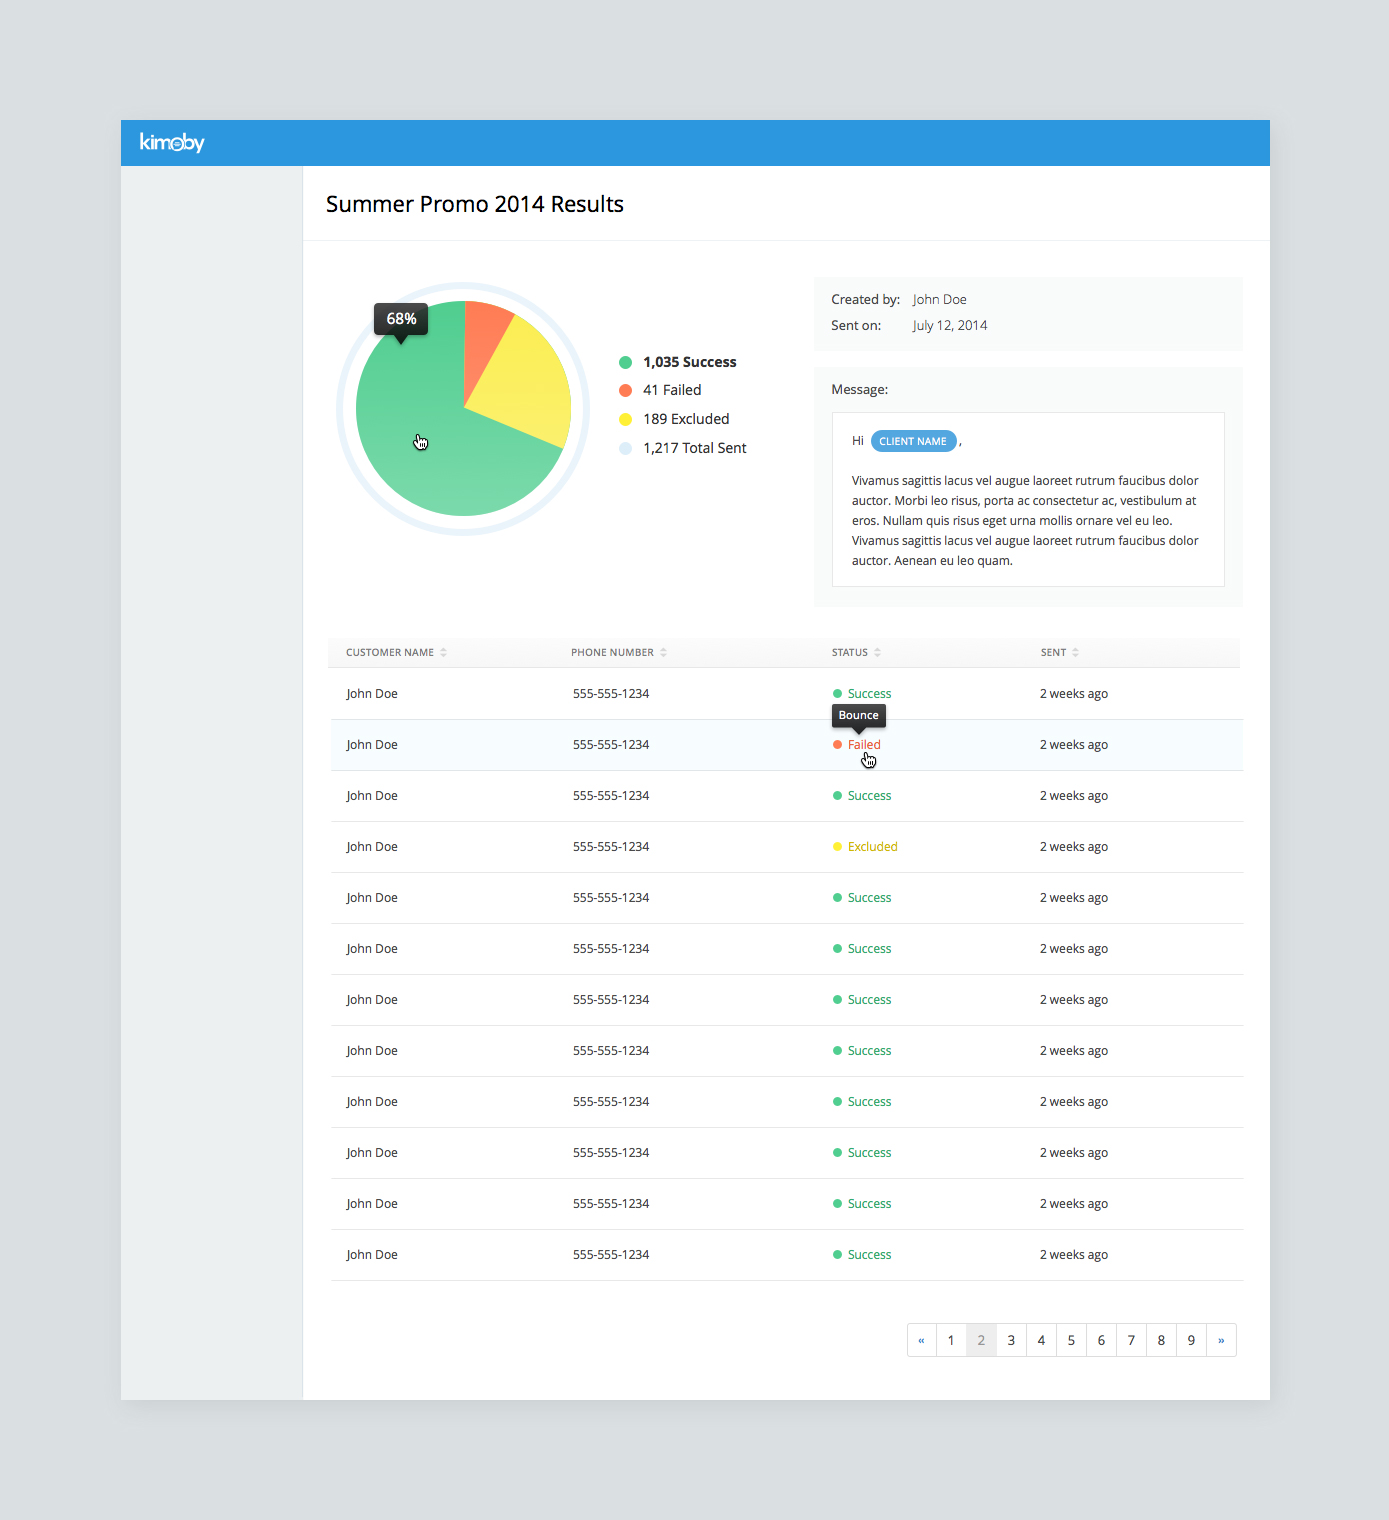 kimoby
Summer Promo 2014 Results
68%
1,035 Success
41 Failed
189 Excluded
1,217 Total Sent
Created by: John Doe
Sent on: July 12, 2014
Message:
Hi CLIENT NAME ,
Vivamus sagittis lacus vel augue laoreet rutrum faucibus dolor
auctor. Morbi leo risus, porta ac consectetur ac, vestibulum at
eros. Nullam quis risus eget urna mollis ornare vel eu leo.
Vivamus sagittis lacus vel augue laoreet rutrum faucibus dolor
auctor. Aenean eu leo quam.
CUSTOMER NAME PHONE NUMBER STATUS SENT
John Doe 555-555-1234 Success 2 weeks ago
Bounce
John Doe 555-555-1234 Failed 2 weeks ago
John Doe 555-555-1234 Success 2 weeks ago
John Doe 555-555-1234 Excluded 2 weeks ago
John Doe 555-555-1234 Success 2 weeks ago
John Doe 555-555-1234 Success 2 weeks ago
John Doe 555-555-1234 Success 2 weeks ago
John Doe 555-555-1234 Success 2 weeks ago
John Doe 555-555-1234 Success 2 weeks ago
John Doe 555-555-1234 Success 2 weeks ago
John Doe 555-555-1234 Success 2 weeks ago
John Doe 555-555-1234 Success 2 weeks ago
« 1 2 3 4 5 6 7 8 9 »